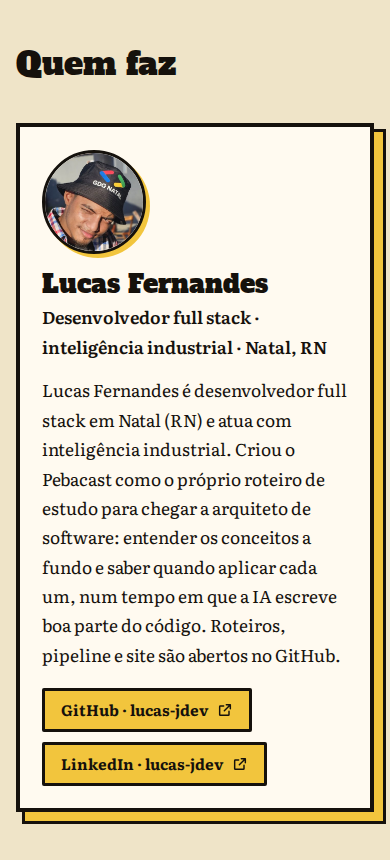 Quem faz
GDG NATAL
Lucas Fernandes
Desenvolvedor full stack ·
inteligência industrial · Natal, RN
Lucas Fernandes é desenvolvedor full
stack em Natal (RN) e atua com
inteligência industrial. Criou o
Pebacast como o próprio roteiro de
estudo para chegar a arquiteto de
software: entender os conceitos a
fundo e saber quando aplicar cada
um, num tempo em que a IA escreve
boa parte do código. Roteiros,
pipeline e site são abertos no GitHub.
GitHub · lucas-jdev
LinkedIn · lucas-jdev